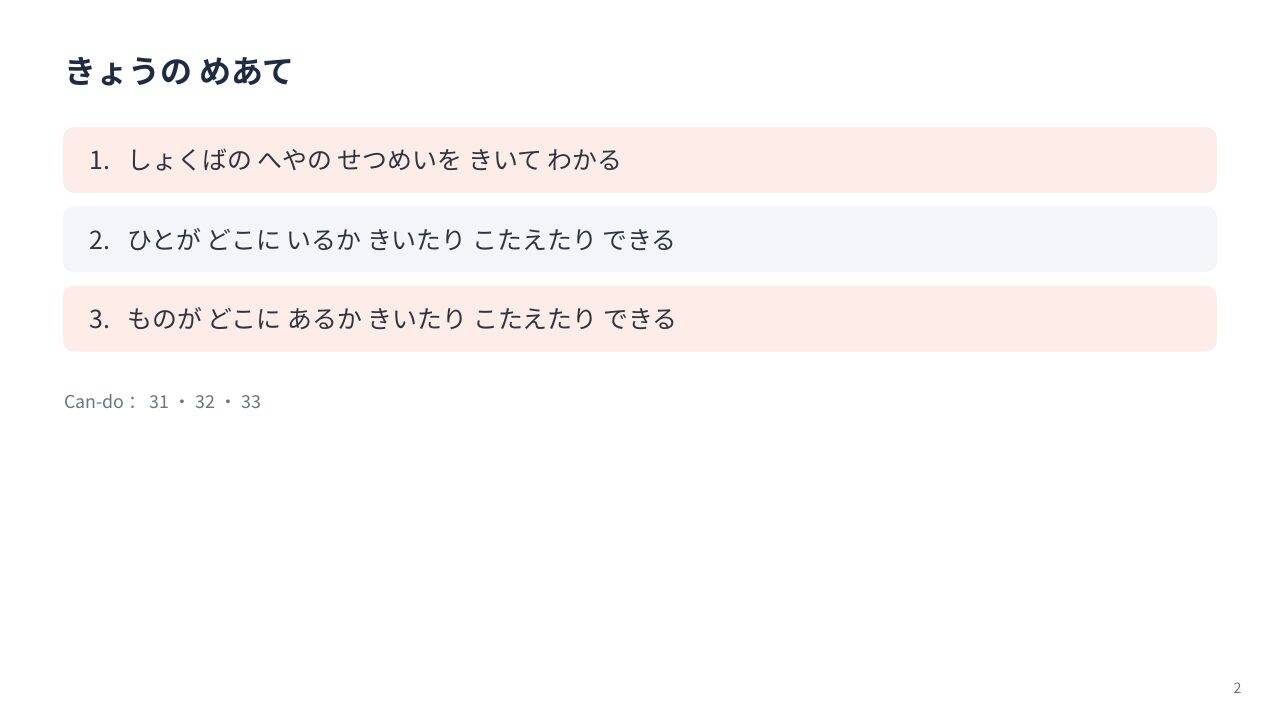 きょうの めあて
1. しょくばの へやの せつめいを きいて わかる
2. ひとが どこに いるか きいたり こたえたり できる
3. ものが どこに あるか きいたり こたえたり できる
Can-do： 31 ・ 32 ・ 33
2